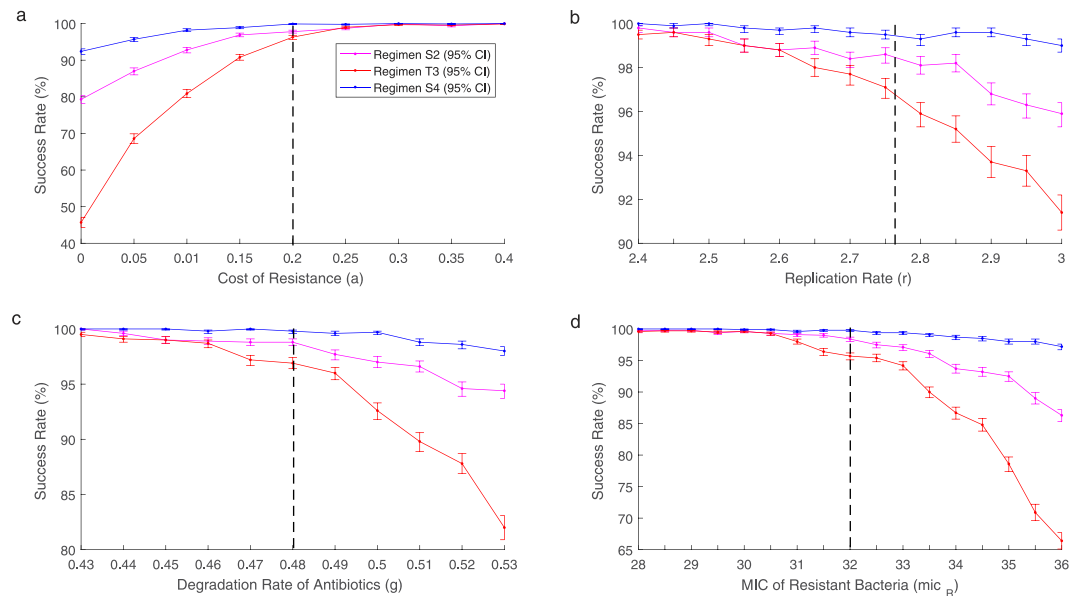 a
Success Rate (%)
100
90
80
70
60
50
40
0 0.05 0.01 0.15 0.2 0.25 0.3 0.35 0.4
Cost of Resistance (a)
Regimen S2 (95% CI)
Regimen T3 (95% CI)
Regimen S4 (95% CI)
b
Success Rate (%)
100
98
96
94
92
90
2.4 2.5 2.6 2.7 2.8 2.9 3
Replication Rate (r)
c
Success Rate (%)
100
95
90
85
80
0.43 0.44 0.45 0.46 0.47 0.48 0.49 0.5 0.51 0.52 0.53
Degradation Rate of Antibiotics (g)
d
Success Rate (%)
100
95
90
85
80
75
70
65
28 29 30 31 32 33 34 35 36
MIC of Resistant Bacteria (mic R)